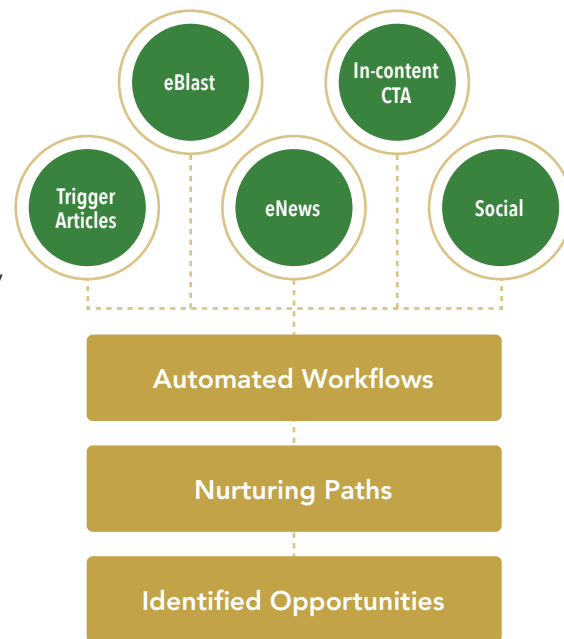 eBlast
In-content
CTA
Trigger
Articles
eNews
Social
Automated Workflows
Nurturing Paths
Identified Opportunities